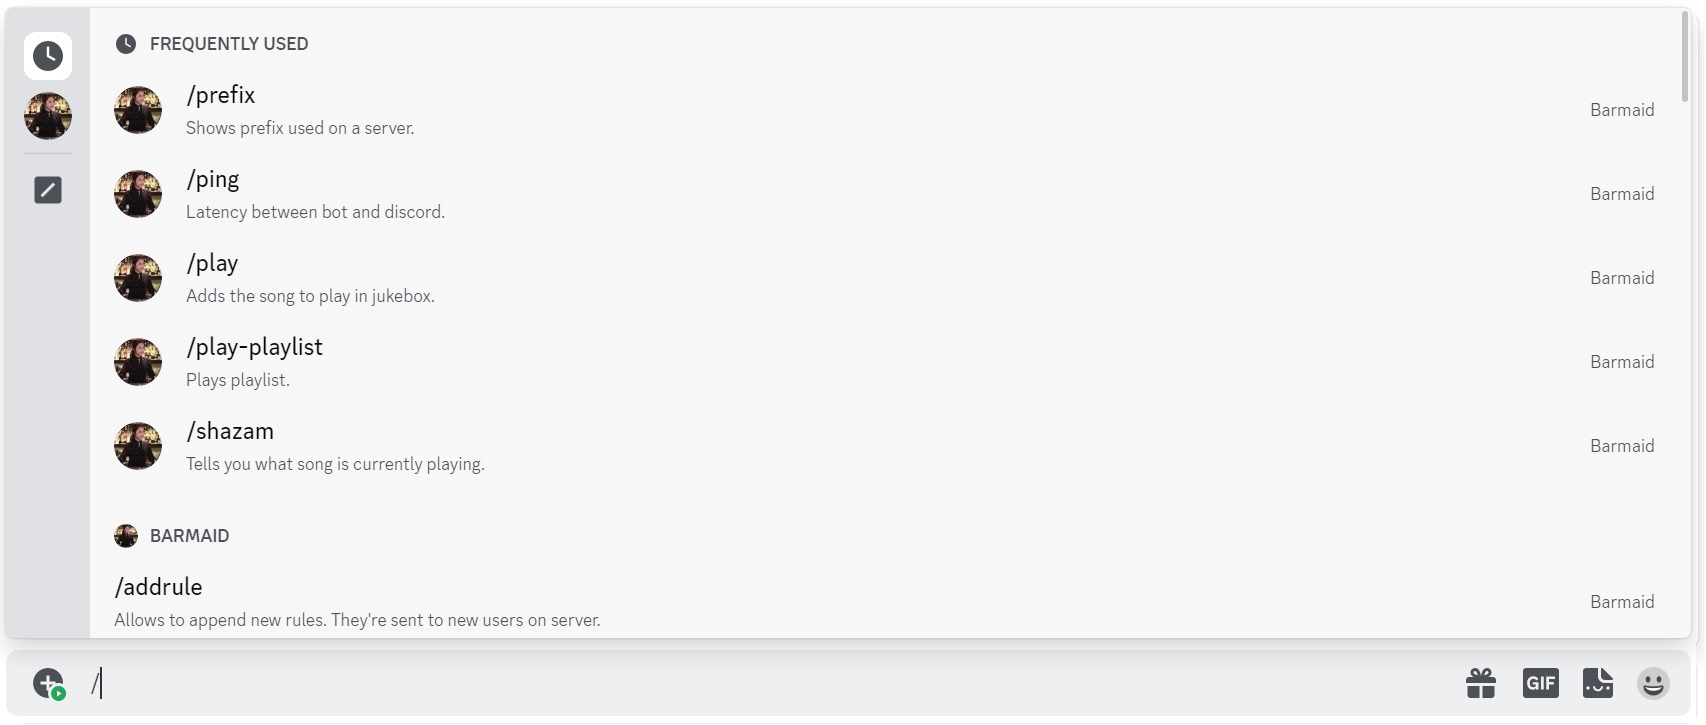 FREQUENTLY USED
/prefix
Shows prefix used on a server.
Barmaid
/ping
Latency between bot and discord.
Barmaid
/play
Adds the song to play in jukebox.
Barmaid
/play-playlist
Plays playlist.
Barmaid
/shazam
Tells you what song is currently playing.
Barmaid
BARMAID
/addrule
Allows to append new rules. They're sent to new users on server.
Barmaid
/
GIF